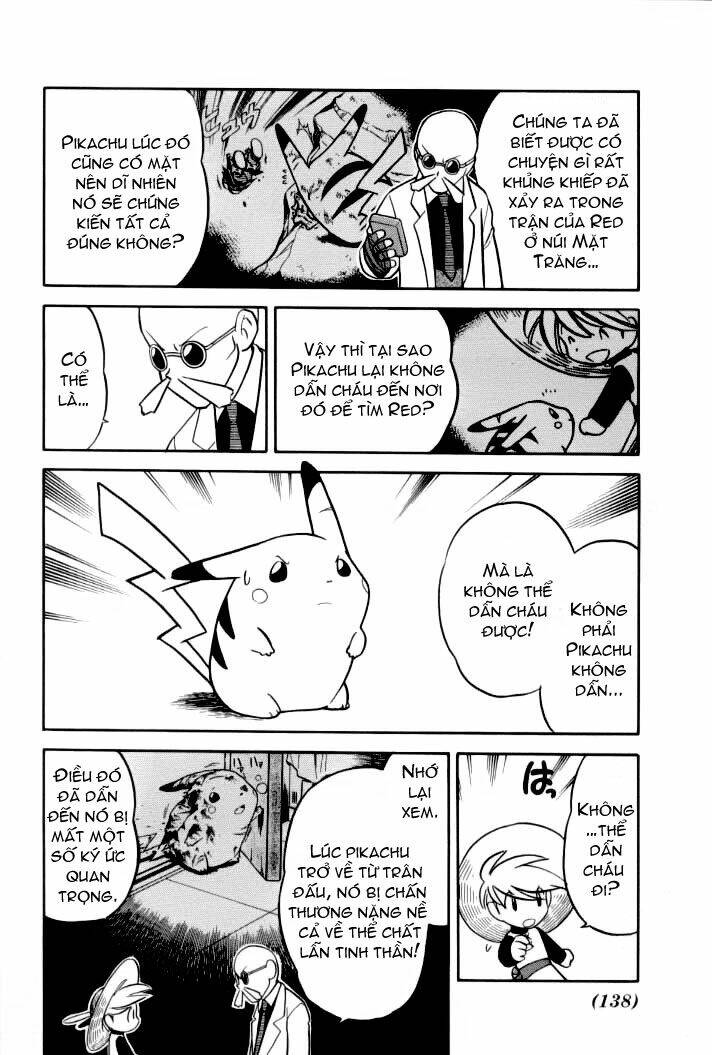 CHÚNG TA ĐÃ
BIẾT ĐƯỢC CÓ
CHUYỆN GÌ RẤT
KHỦNG KHIẾP ĐÃ
XẢY RA TRONG
TRẬN CỦA RED
Ở NÚI MẶT
TRĂNG...
PIKACHU LÚC ĐÓ
CŨNG CÓ MẶT
NÊN DĨ NHIÊN
NÓ SẼ CHỨNG
KIẾN TẤT CẢ
ĐÚNG KHÔNG?
VẬY THÌ TẠI SAO
PIKACHU LẠI KHÔNG
DẪN CHÁU ĐẾN NƠI
ĐÓ ĐỂ TÌM RED?
CÓ
THỂ
LÀ...
KHÔNG
PHẢI
PIKACHU
KHÔNG
DẪN...
MÀ LÀ
KHÔNG THỂ
DẪN CHÁU
ĐƯỢC!
KHÔNG
...THỂ
DẪN
CHÁU
ĐI?
はっ
NHỚ
LẠI
XEM.
LÚC PIKACHU
TRỞ VỀ TỪ TRÂN
ĐẤU, NÓ BỊ CHẤN
THƯƠNG NẶNG NỀ
CẢ VỀ THỂ CHẤT
LẪN TINH THẦN!
ĐIỀU ĐÓ
ĐÃ DẪN
ĐẾN NÓ BỊ
MẤT MỘT
SỐ KÝ ỨC
QUAN
TRỌNG.
(138)